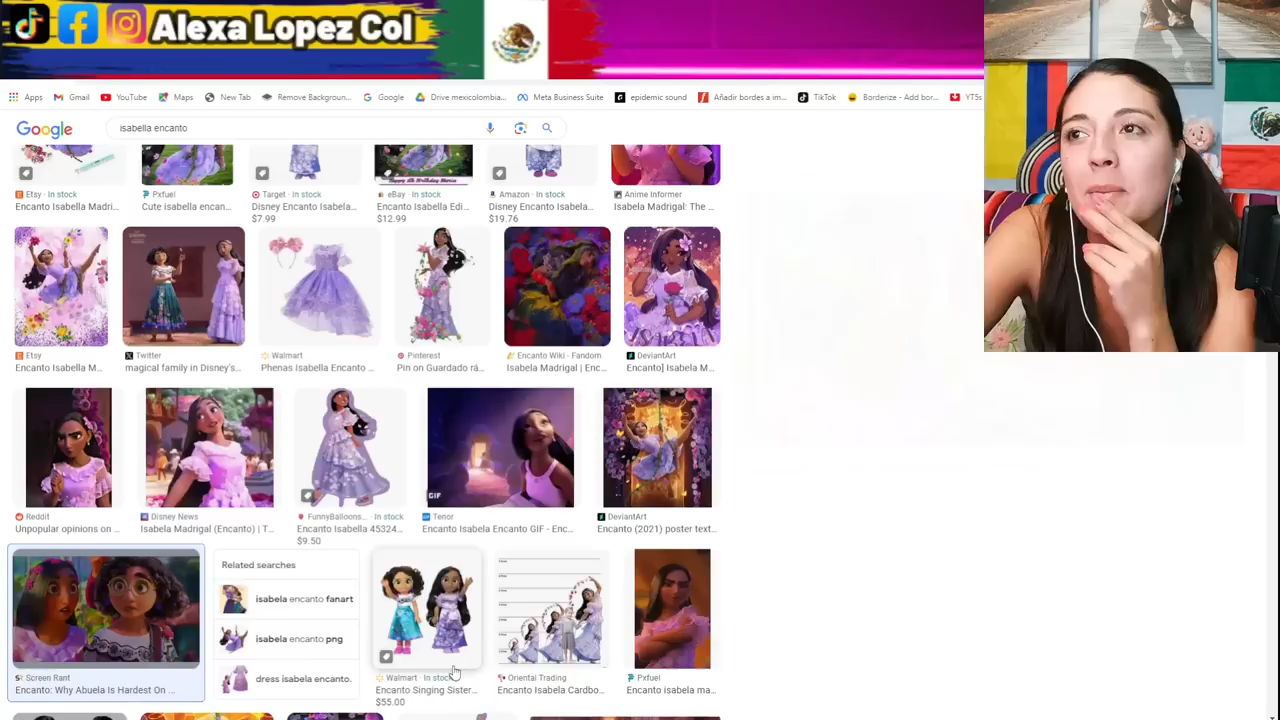 Alexa Lopez Col
Apps
Gmail
YouTube
Maps
New Tab
Remove Backgroun...
Google
Drive mexicolombia...
Meta Business Suite
epidemic sound
Añadir bordes a im...
TikTok
Borderize - Add bor...
YT5s
Google
isabella encanto
Etsy · In stock
Encanto Isabella Madri...
Pxfuel
Cute isabella encan...
Target · In stock
Disney Encanto Isabela...
$7.99
eBay · In stock
Encanto Isabella Edi...
$12.99
Amazon · In stock
Disney Encanto Isabela...
$19.76
Anime Informer
Isabela Madrigal: The ...
Etsy
Encanto Isabella M...
Twitter
magical family in Disney's...
Walmart
Phenas Isabella Encanto ...
Pinterest
Pin on Guardado rá...
Encanto Wiki - Fandom
Isabela Madrigal | Enc...
DeviantArt
Encanto] Isabela M...
Reddit
Unpopular opinions on ...
Disney News
Isabela Madrigal (Encanto) | T...
FunnyBalloons... · In stock
Encanto Isabella 45324...
$9.50
GIF
Tenor
Encanto Isabela Encanto GIF - Enc...
DeviantArt
Encanto (2021) poster text...
Screen Rant
Encanto: Why Abuela Is Hardest On ...
Related searches
isabela encanto fanart
isabela encanto png
dress isabela encanto.
Walmart · In stock
Encanto Singing Sister...
$55.00
Oriental Trading
Encanto Isabela Cardbo...
Pxfuel
Encanto isabela ma...